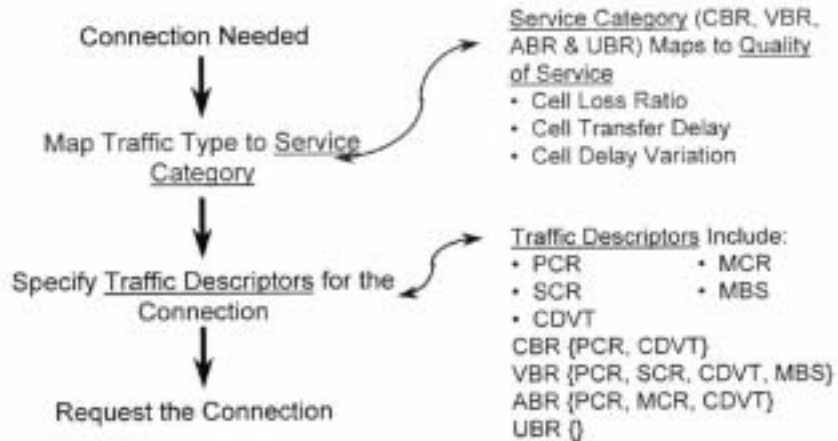 Connection Needed
Map Traffic Type to Service
Category
Specify Traffic Descriptors for the
Connection
Request the Connection
Service Category (CBR, VBR,
ABR & UBR) Maps to Quality
of Service
• Cell Loss Ratio
• Cell Transfer Delay
• Cell Delay Variation
Traffic Descriptors Include:
• PCR • MCR
• SCR • MBS
• CDVT
CBR {PCR, CDVT}
VBR {PCR, SCR, CDVT, MBS}
ABR {PCR, MCR, CDVT}
UBR {}